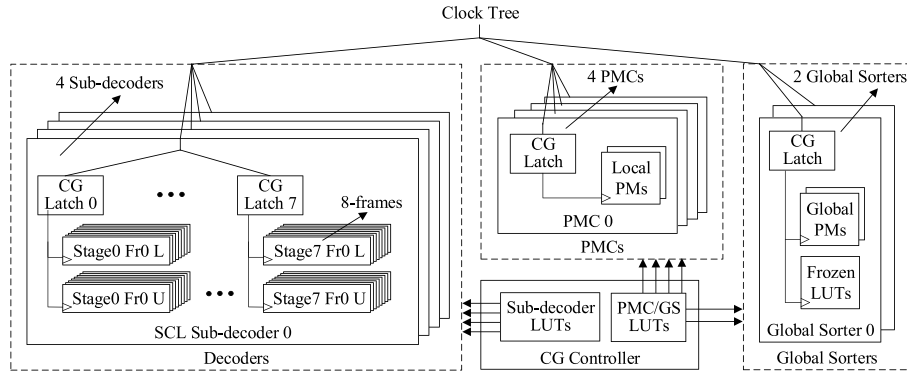 Clock Tree
4 Sub-decoders
4 PMCs
2 Global Sorters
CG
Latch 0
CG
Latch 7
8-frames
Stage0 Fr0 L
Stage7 Fr0 L
Stage0 Fr0 U
Stage7 Fr0 U
SCL Sub-decoder 0
Decoders
CG
Latch
Local
PMs
PMC 0
PMCs
Sub-decoder
LUTs
PMC/GS
LUTs
CG Controller
CG
Latch
Global
PMs
Frozen
LUTs
Global Sorter 0
Global Sorters